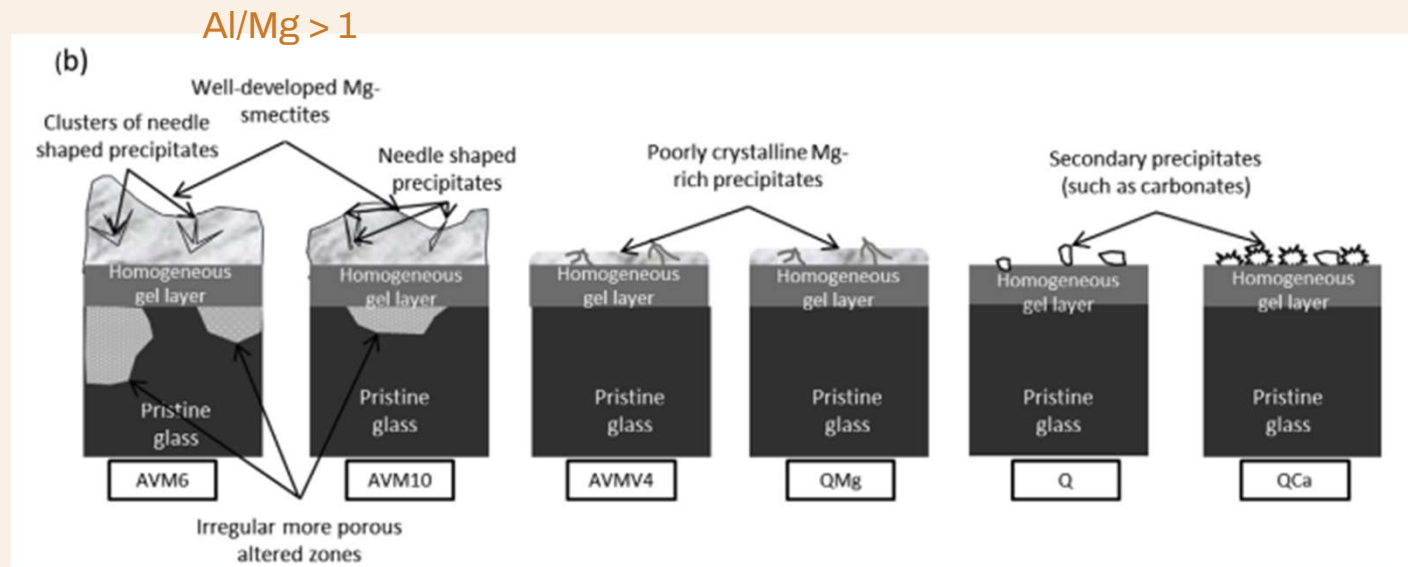 Al/Mg > 1
(b)
Well-developed Mg-
smectites
Clusters of needle
shaped precipitates
Needle shaped
precipitates
Poorly crystalline Mg-
rich precipitates
Secondary precipitates
(such as carbonates)
Homogeneous
gel layer
Homogeneous
gel layer
Homogeneous
gel layer
Homogeneous
gel layer
Homogeneous
gel layer
Homogeneous
gel layer
Pristine
glass
Pristine
glass
Pristine
glass
Pristine
glass
Pristine
glass
Pristine
glass
AVM6
AVM10
AVMV4
QMg
Q
QCa
Irregular more porous
altered zones